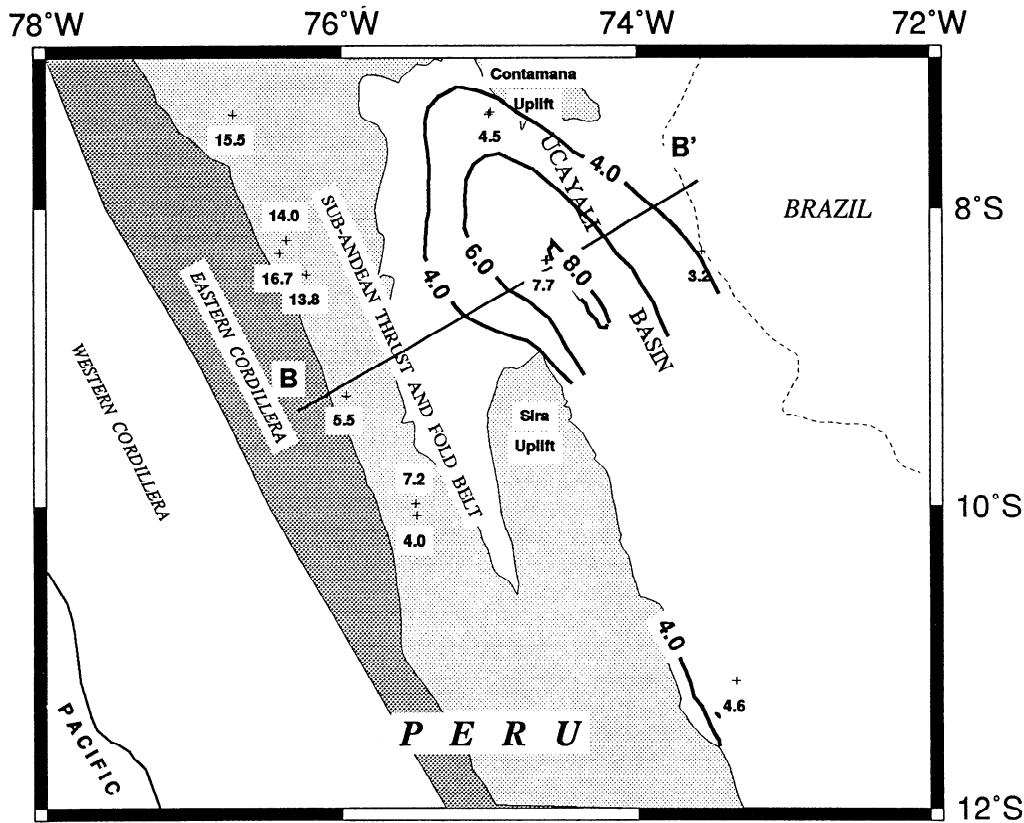 78°W
76°W
74°W
72°W
Contamana
Uplift
15.5
4.5
UCAYALI
4.0
B'
BRAZIL
8°S
14.0
SUB-ANDEAN THRUST AND FOLD BELT
16.7
13.8
4.0
6.0
7.7
8.0
3.2
EASTERN CORDILLERA
WESTERN CORDILLERA
BASIN
B
5.5
Sira
Uplift
7.2
4.0
10°S
4.0
4.6
PACIFIC
PERU
12°S